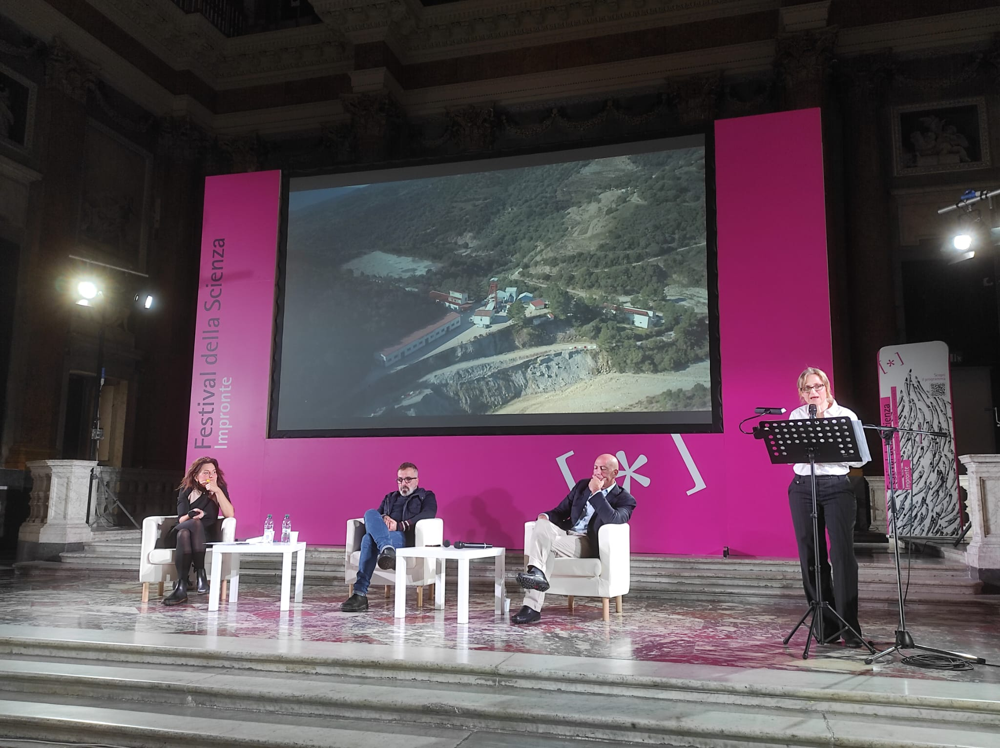 Festival della Scienza
Impronte
[*]
[*]
Scopri
il programma
Impronte